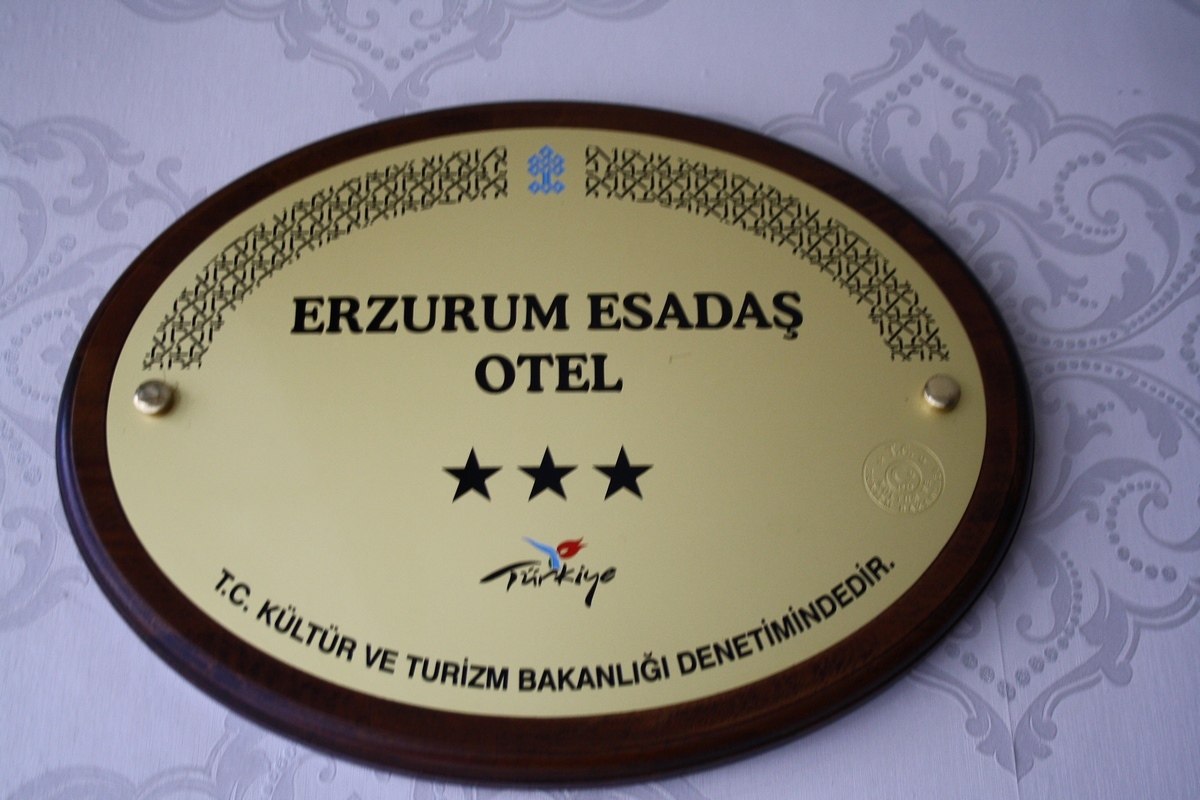 ERZURUM ESADAŞ
OTEL
Türkiye
T.C. KÜLTÜR VE TURİZM BAKANLIĞI DENETİMİNDEDİR.